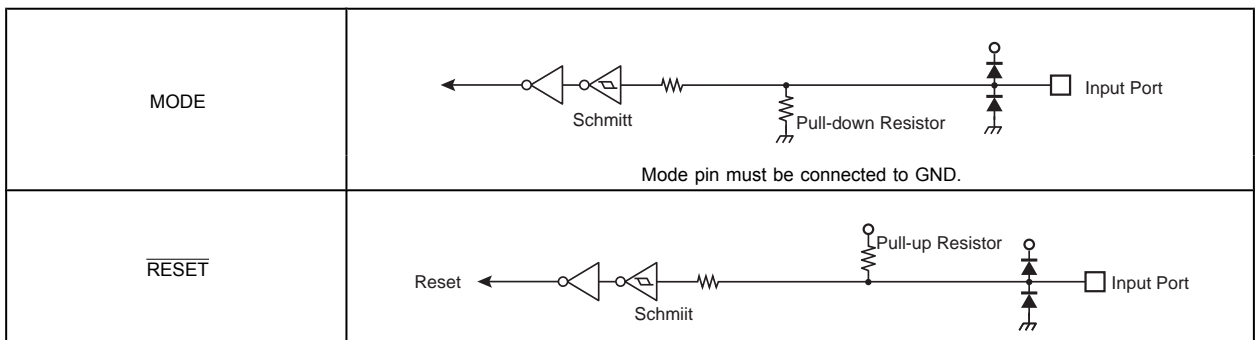 MODE
Schmitt
Pull-down Resistor
Input Port
Mode pin must be connected to GND.
RESET
Reset
Schmiit
Pull-up Resistor
Input Port